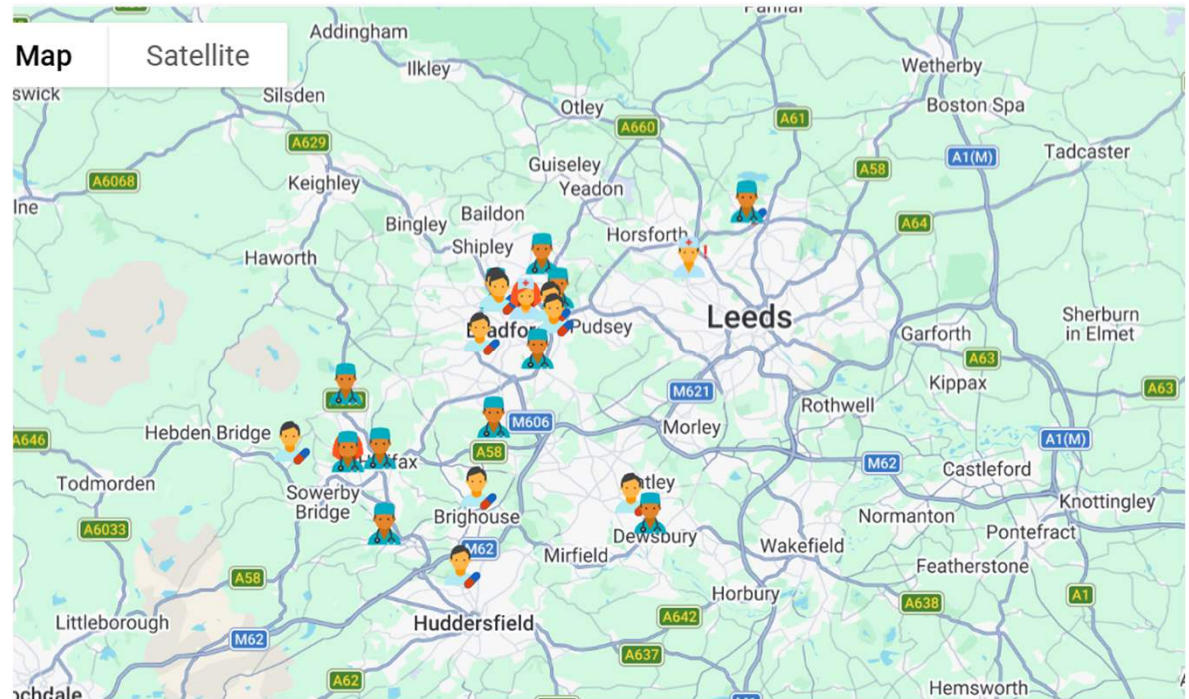 Pannal
Map
Satellite
Addingham
Ilkley
Wetherby
swick
Silsden
Otley
Boston Spa
A660
A61
A629
Guiseley
A1(M)
Tadcaster
A6068
Keighley
Yeadon
A58
lne
Bingley
Baildon
Horsforth
A64
Shipley
Haworth
Leeds
Sherburn
in Elmet
Pudsey
Garforth
A63
Kippax
A63
M621
Rothwell
Hebden Bridge
M606
Morley
A646
A1(M)
A58
M62
Castleford
Todmorden
Sowerby
Bridge
Knottingley
A6033
Brighouse
Normanton
Dewsbury
Pontefract
M62
Mirfield
Wakefield
Featherstone
A58
Horbury
A638
A1
Littleborough
Huddersfield
A642
M62
A637
A62
Hemsworth
ochdale